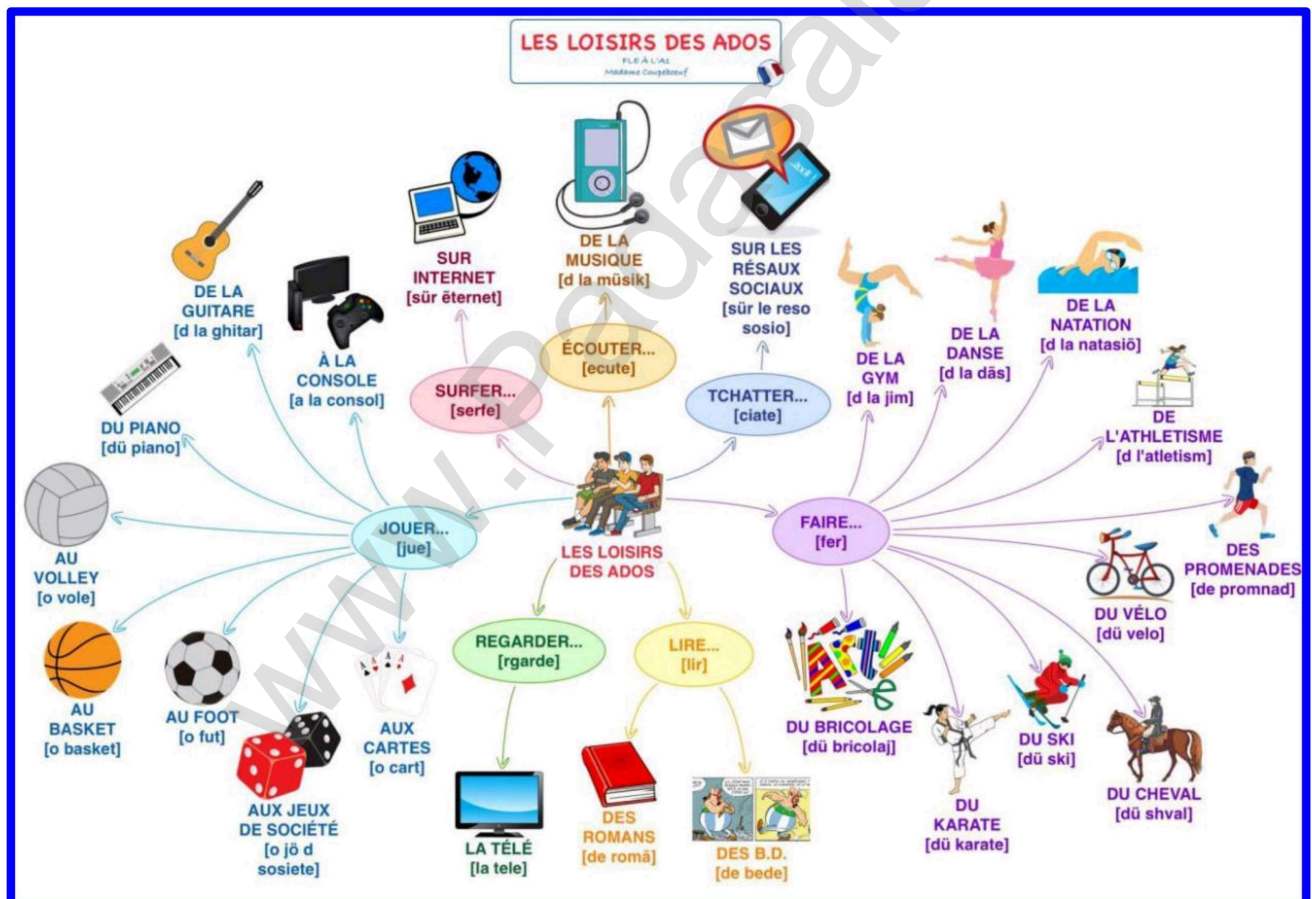 LES LOISIRS DES ADOS
FLE À L'A1
Madame Coupeboeuf
DE LA
GUITARE
[d la ghitar]
À LA
CONSOLE
[a la consol]
SUR
INTERNET
[sür ẽternet]
DE LA
MUSIQUE
[d la müsik]
SUR LES
RÉSAUX
SOCIAUX
[sür le reso
sosio]
DE LA
GYM
[d la jim]
DE LA
DANSE
[d la dãs]
DE LA
NATATION
[d la natasiõ]
DU PIANO
[dü piano]
SURFER...
[serfe]
ÉCOUTER...
[ecute]
TCHATTER...
[ciate]
DE
L'ATHLETISME
[d l'atletism]
AU
VOLLEY
[o vole]
JOUER...
[jue]
LES LOISIRS
DES ADOS
FAIRE...
[fer]
DES
PROMENADES
[de promnad]
DU VÉLO
[dü velo]
AU
BASKET
[o basket]
AU FOOT
[o fut]
AUX JEUX
DE SOCIÉTÉ
[o jö d
sosiete]
AUX
CARTES
[o cart]
REGARDER...
[rgarde]
LIRE...
[lir]
LA TÉLÉ
[la tele]
DES
ROMANS
[de romã]
DES B.D.
[de bede]
DU BRICOLAGE
[dü bricolaj]
DU
KARATE
[dü karate]
DU SKI
[dü ski]
DU CHEVAL
[dü shval]